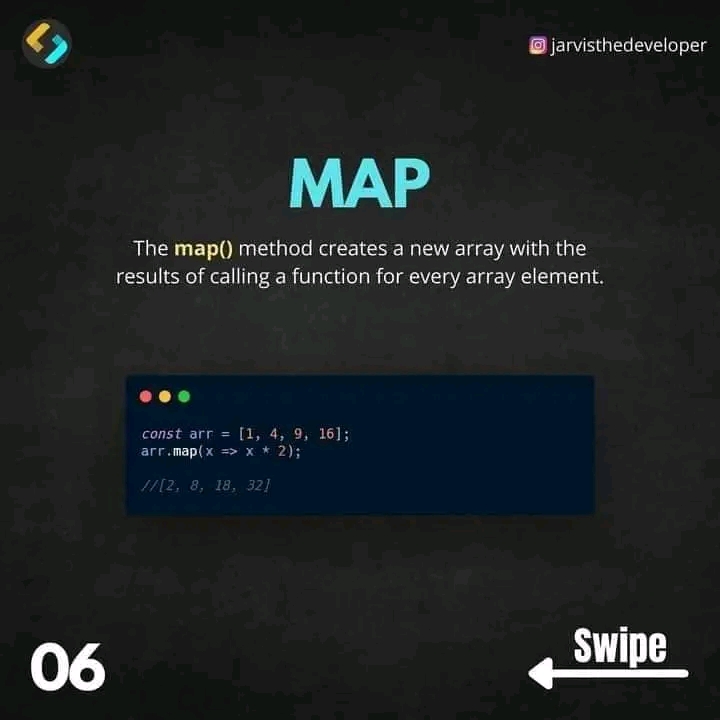 jarvisthedeveloper
MAP
The map() method creates a new array with the
results of calling a function for every array element.
const arr = [1, 4, 9, 16];
arr.map(x => x * 2);
//[2, 8, 18, 32]
06
Swipe